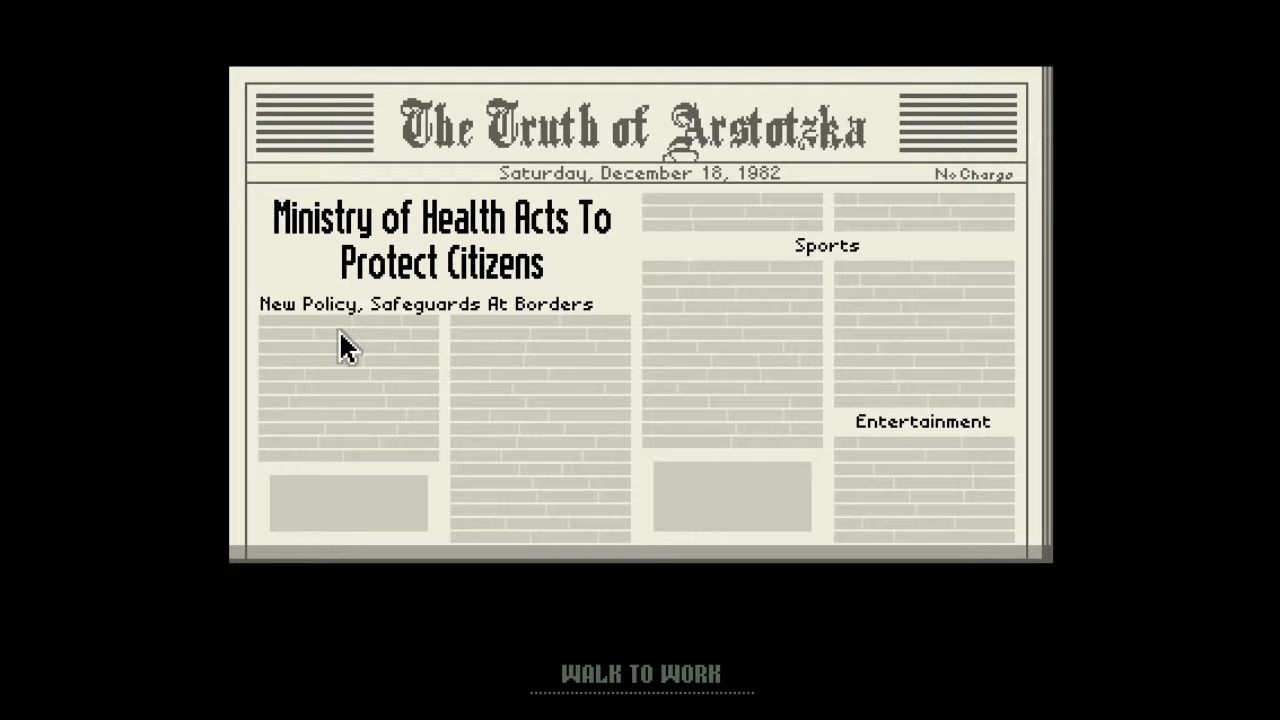 The Truth of Arstotzka
Saturday, December 18, 1982
No Charge
Ministry of Health Acts To
Protect Citizens
New Policy, Safeguards At Borders
Sports
Entertainment
WALK TO WORK